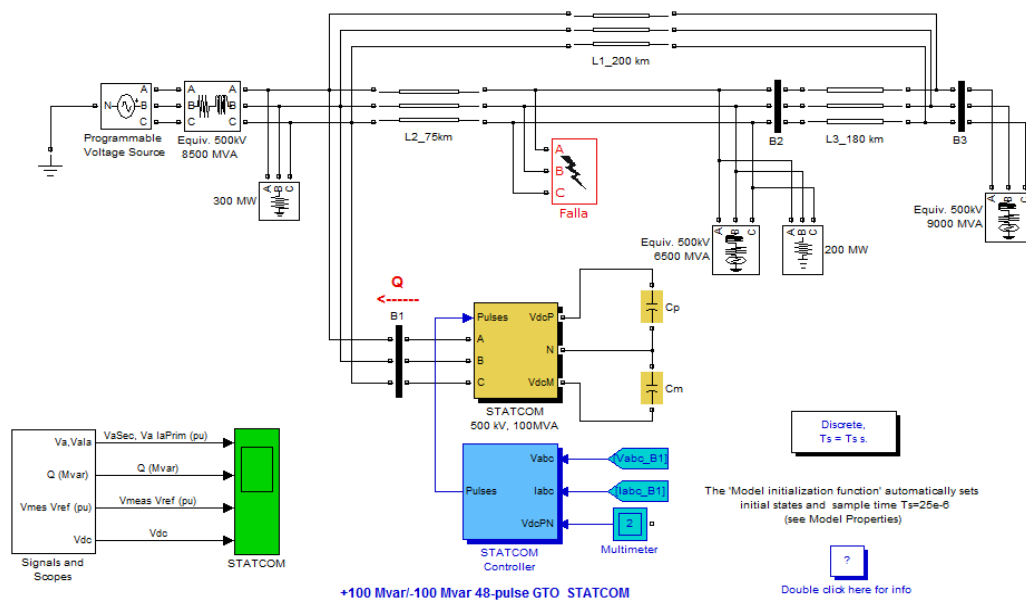 L1_200 km
N
A
B
C
A
B
C
A
B
C
Programmable
Voltage Source
Equiv. 500kV
8500 MVA
L2_75km
B2
L3_180 km
B3
300 MW
A B C
A
B
C
Falla
A B C
Equiv. 500kV
6500 MVA
A B C
200 MW
A B C
Equiv. 500kV
9000 MVA
Q
B1
Pulses
A
B
C
VdcP
N
VdcM
Cp
Cm
STATCOM
500 kV, 100MVA
Va,VaIa
Q (Mvar)
Vmes Vref (pu)
Vdc
VaSec, Va IaPrim (pu)
Q (Mvar)
Vmeas Vref (pu)
Vdc
Signals and
Scopes
STATCOM
Pulses
Vabc
Iabc
VdcPN
[Vabc_B1]
[Iabc_B1]
2
Multimeter
STATCOM
Controller
Discrete,
Ts = Ts s.
The 'Model initialization function' automatically sets
initial states and sample time Ts=25e-6
(see Model Properties)
?
Double click here for info
+100 Mvar/-100 Mvar 48-pulse GTO STATCOM